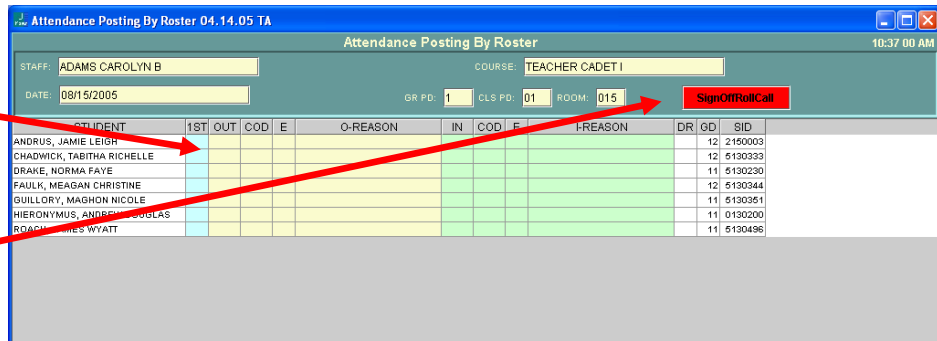 Attendance Posting By Roster 04.14.05 TA
Attendance Posting By Roster 10:37 00 AM
STAFF: ADAMS CAROLYN B COURSE: TEACHER CADET I
DATE: 08/15/2005 GR PD: 1 CLS PD: 01 ROOM: 015 SignOffRollCall
STUDENT 1ST OUT COD E O-REASON IN COD E I-REASON DR GD SID
ANDRUS, JAMIE LEIGH 12 2150003
CHADWICK, TABITHA RICHELLE 12 5130333
DRAKE, NORMA FAYE 11 5130230
FAULK, MEAGAN CHRISTINE 12 5130344
GUILLORY, MAGHON NICOLE 11 5130351
HIERONYMUS, ANDREW DOUGLAS 11 0130200
ROACH, JAMES WYATT 11 5130496